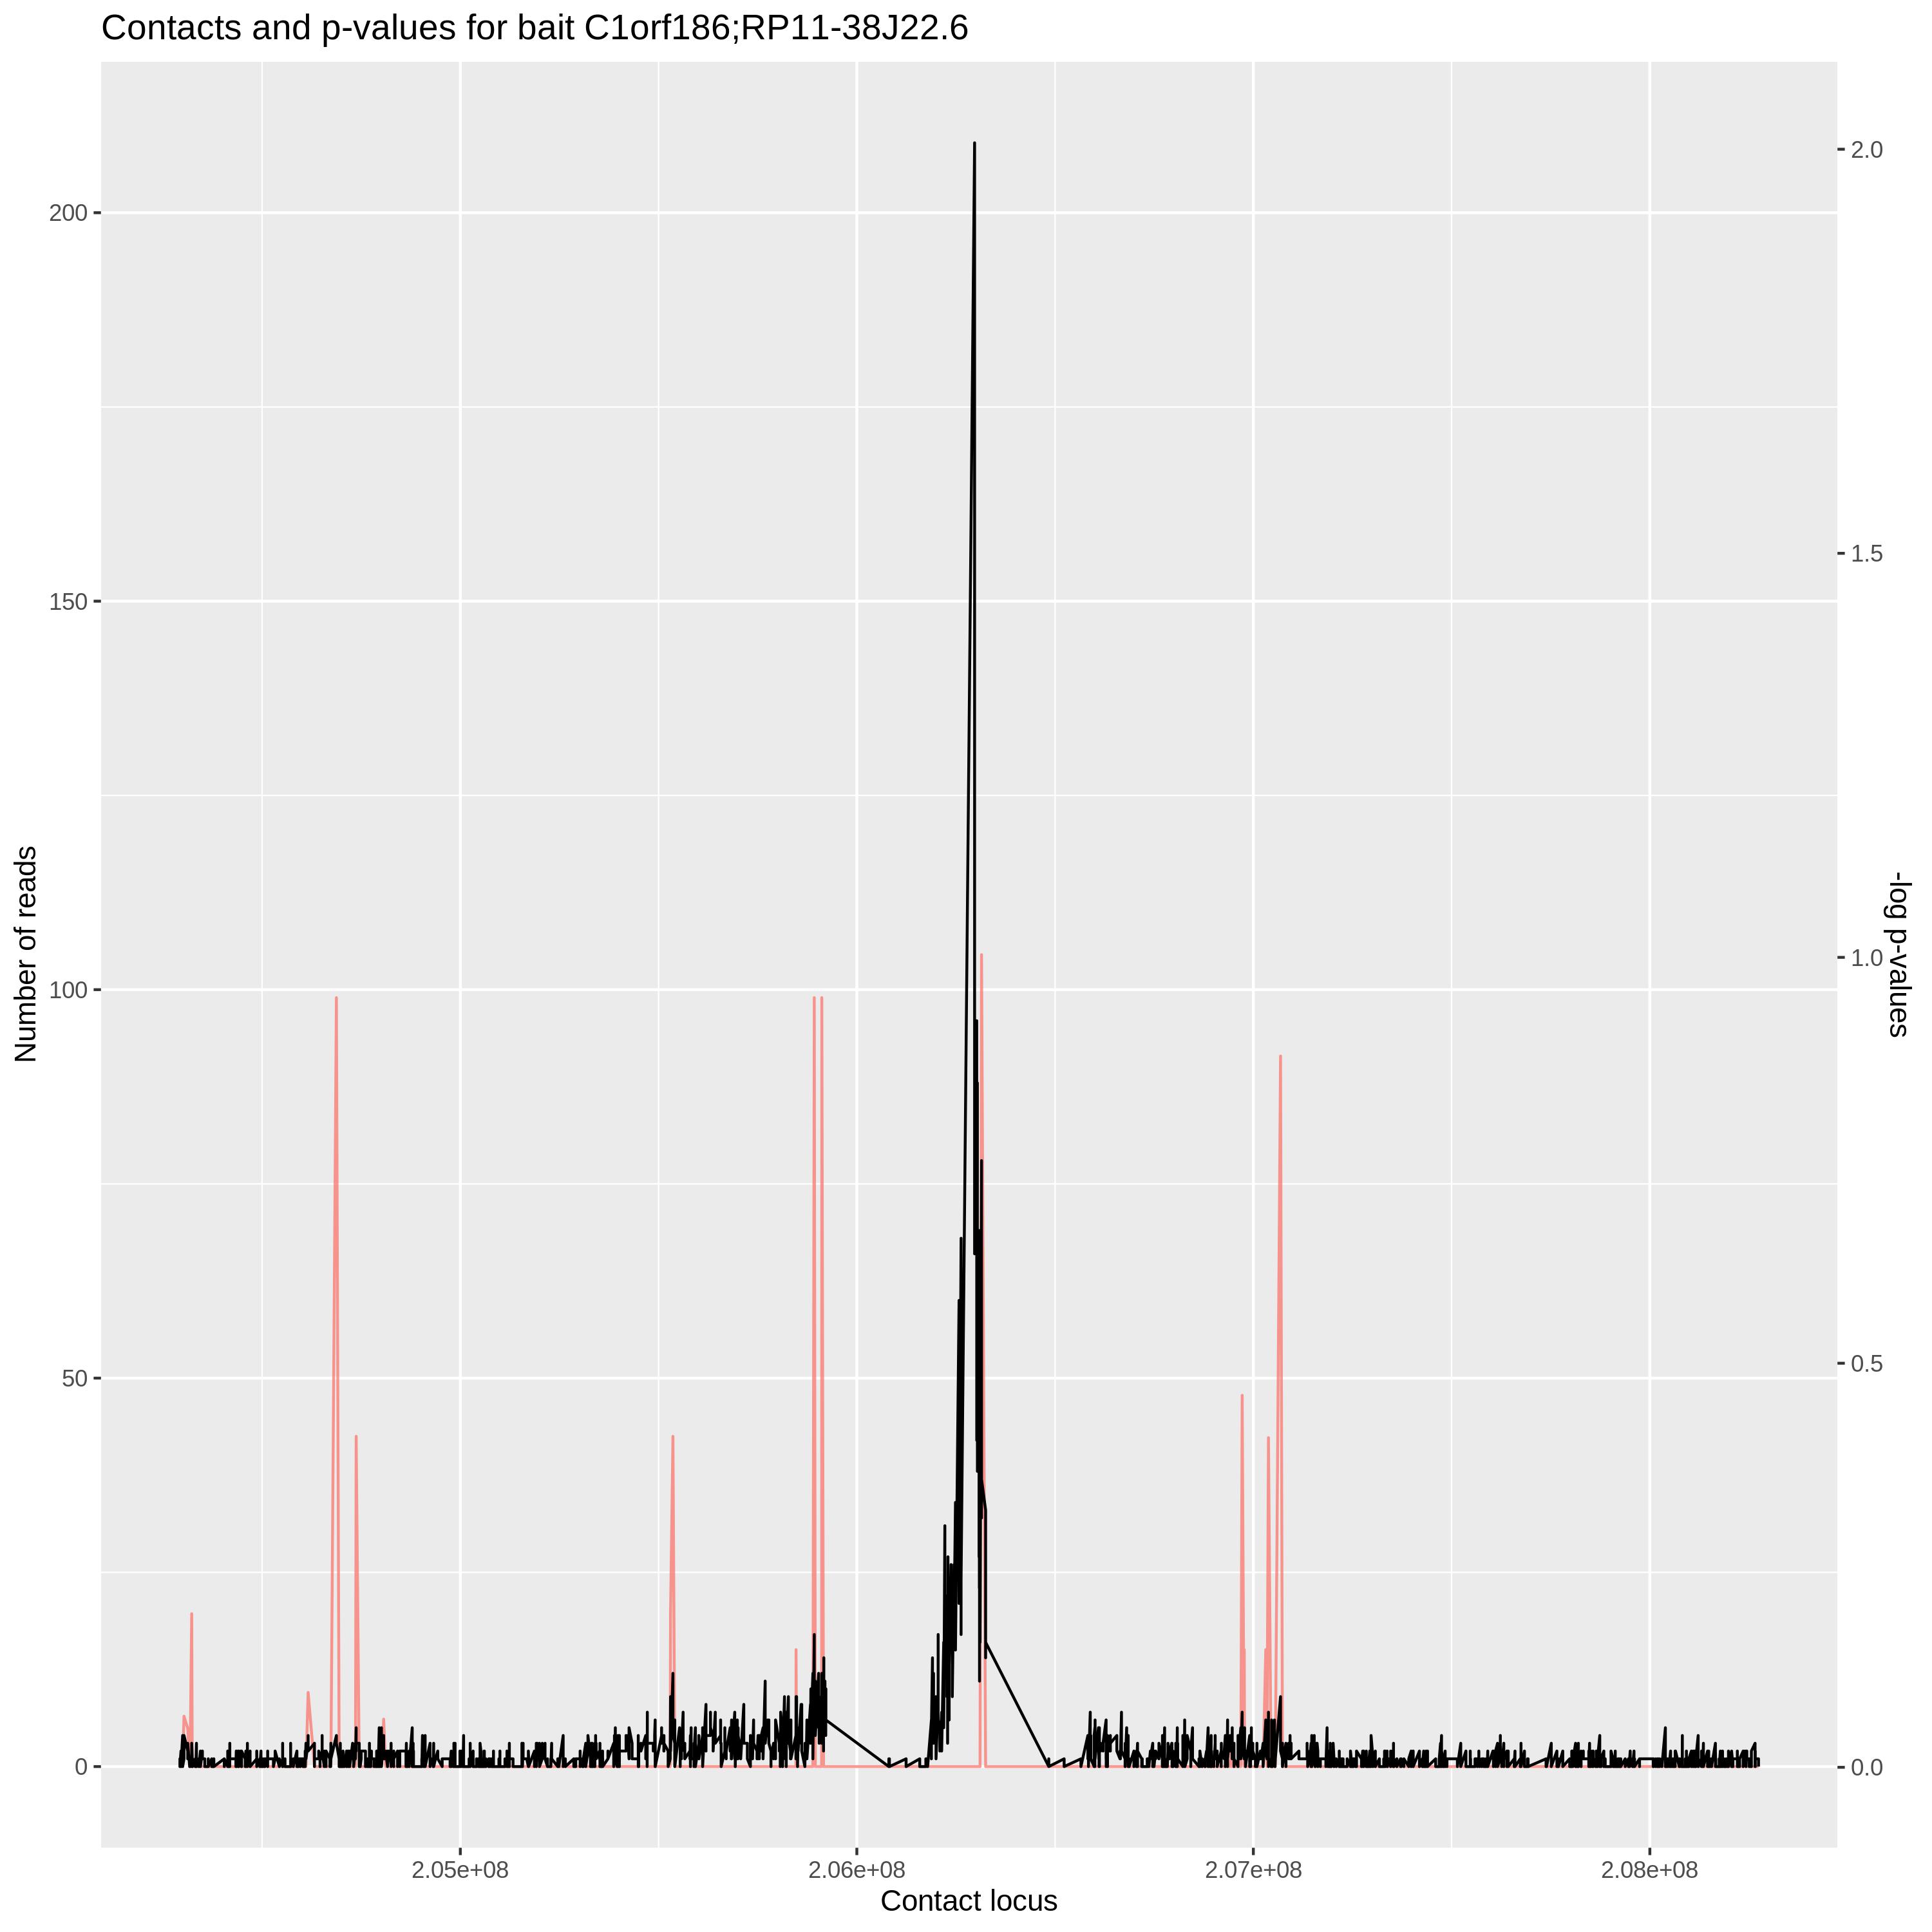 Contacts and p-values for bait C1orf186;RP11-38J22.6
200
150
100
50
0
Number of reads
2.0
1.5
1.0
0.5
0.0
-log p-values
2.05e+08 2.06e+08 2.07e+08 2.08e+08
Contact locus